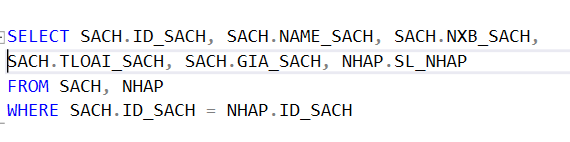 SELECT SACH.ID_SACH, SACH.NAME_SACH, SACH.NXB_SACH,
SACH.TLOAI_SACH, SACH.GIA_SACH, NHAP.SL_NHAP
FROM SACH, NHAP
WHERE SACH.ID_SACH = NHAP.ID_SACH